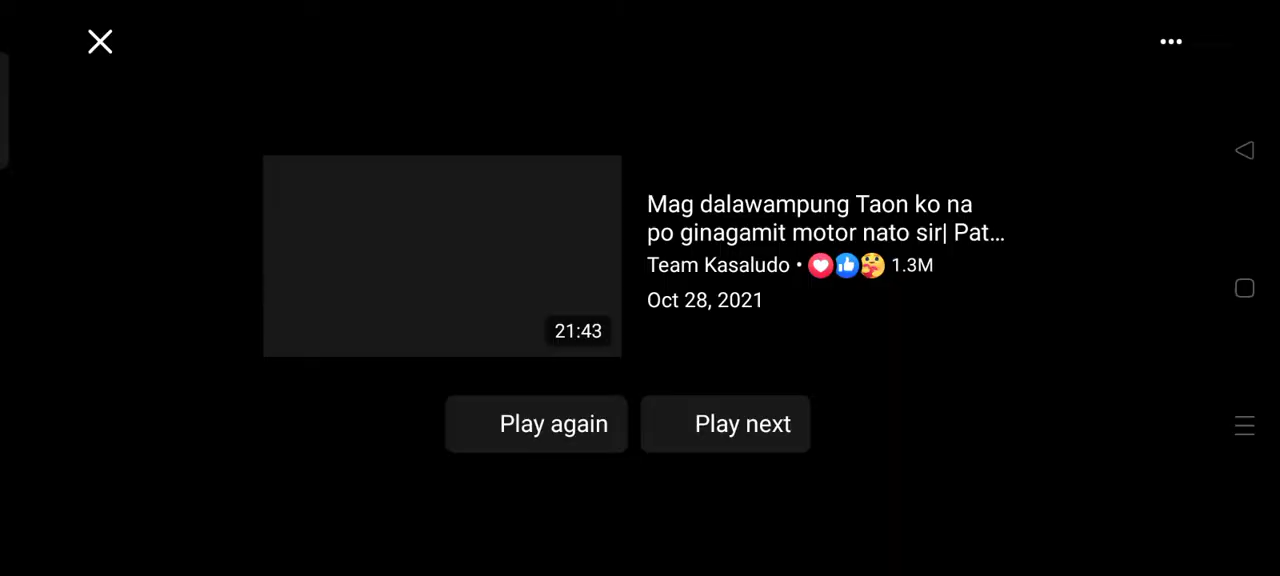 Mag dalawampung Taon ko na
po ginagamit motor nato sir| Pat...
Team Kasaludo • 1.3M
Oct 28, 2021
21:43
Play again
Play next